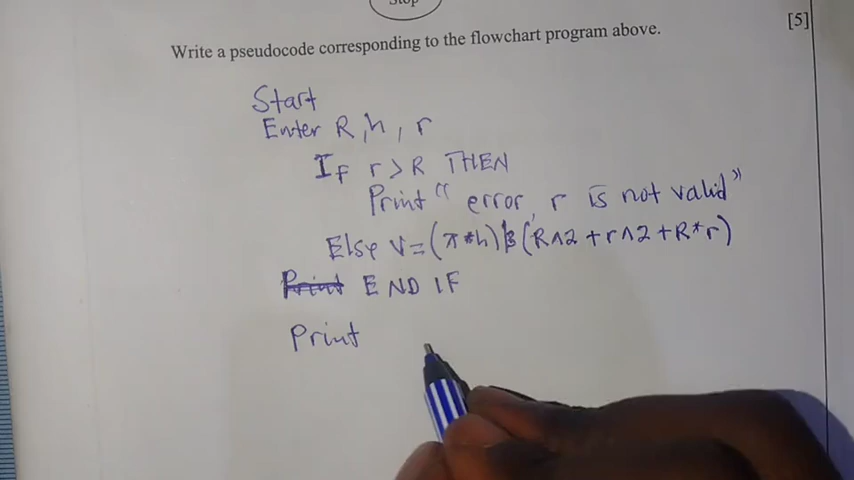 Stop
Write a pseudocode corresponding to the flowchart program above.
[5]
Start
Enter R, h, r
If r > R THEN
Print " error, r is not valid"
Else V = (π*h)/3 (R^2 + r^2 + R*r)
Print END IF
Print